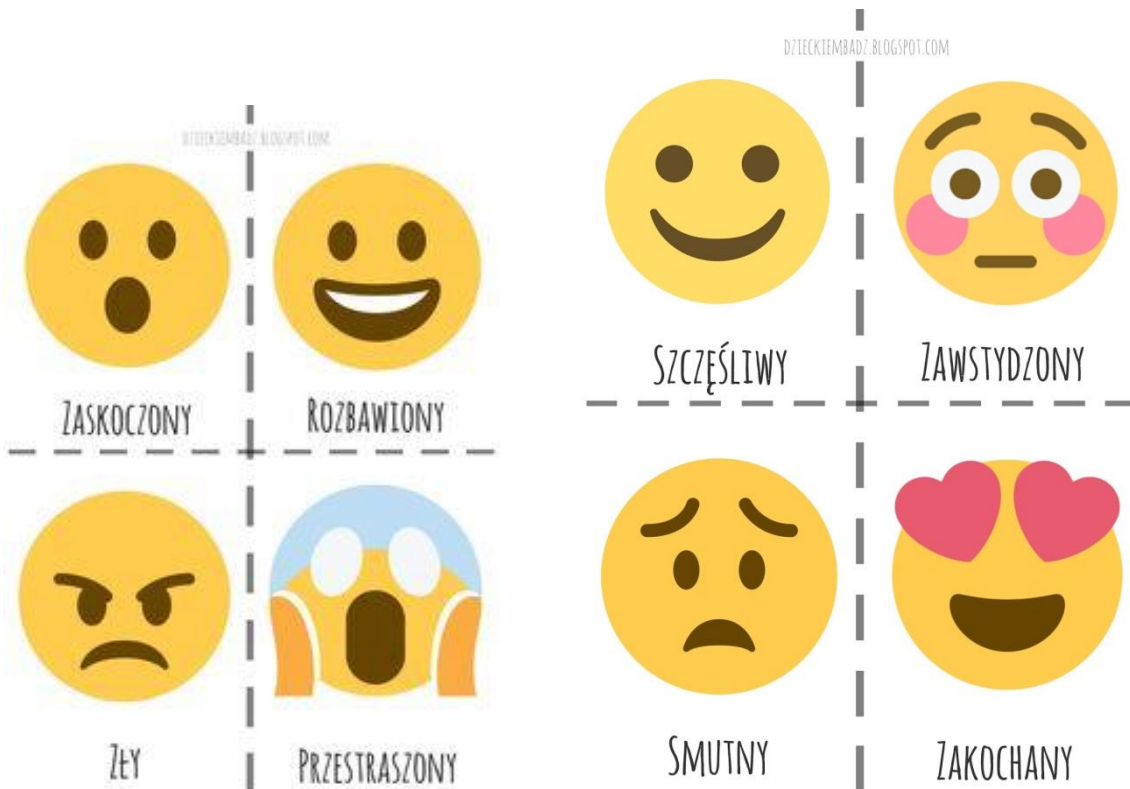 DZIECKIEMBADZ.BLOGSPOT.COM
ZASKOCZONY
ROZBAWIONY
ZŁY
PRZESTRASZONY
DZIECKIEMBADZ.BLOGSPOT.COM
SZCZĘŚLIWY
ZAWSTYDZONY
SMUTNY
ZAKOCHANY